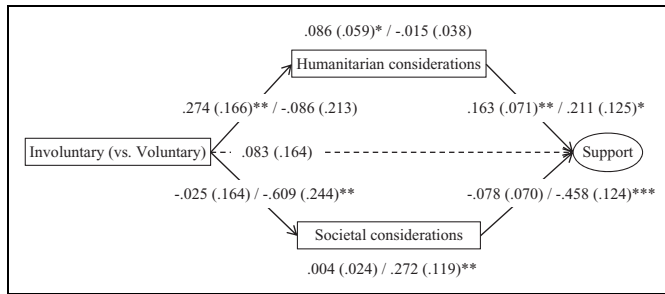 .086 (.059)* / -.015 (.038)
Humanitarian considerations
.274 (.166)** / -.086 (.213)
.163 (.071)** / .211 (.125)*
Involuntary (vs. Voluntary)
.083 (.164)
Support
-.025 (.164) / -.609 (.244)**
-.078 (.070) / -.458 (.124)***
Societal considerations
.004 (.024) / .272 (.119)**